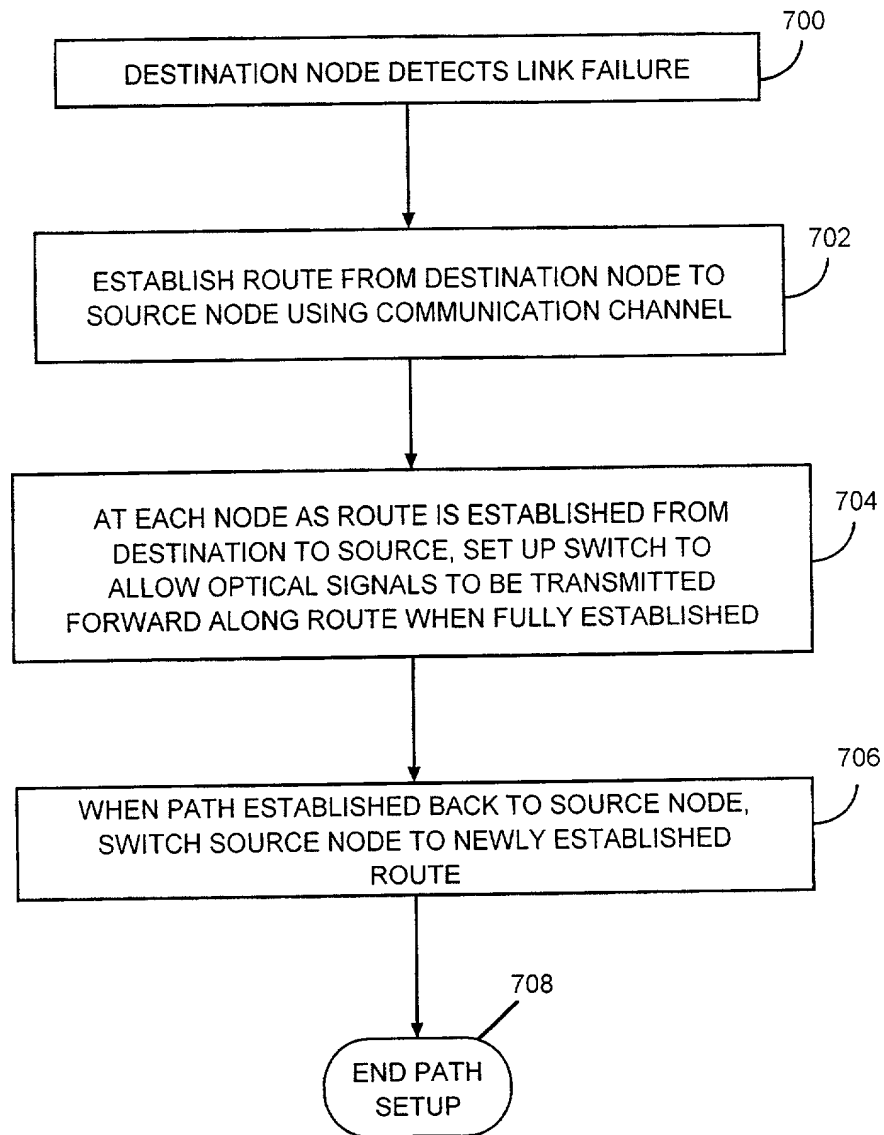 700
DESTINATION NODE DETECTS LINK FAILURE
702
ESTABLISH ROUTE FROM DESTINATION NODE TO
SOURCE NODE USING COMMUNICATION CHANNEL
704
AT EACH NODE AS ROUTE IS ESTABLISHED FROM
DESTINATION TO SOURCE, SET UP SWITCH TO
ALLOW OPTICAL SIGNALS TO BE TRANSMITTED
FORWARD ALONG ROUTE WHEN FULLY ESTABLISHED
706
WHEN PATH ESTABLISHED BACK TO SOURCE NODE,
SWITCH SOURCE NODE TO NEWLY ESTABLISHED
ROUTE
708
END PATH
SETUP